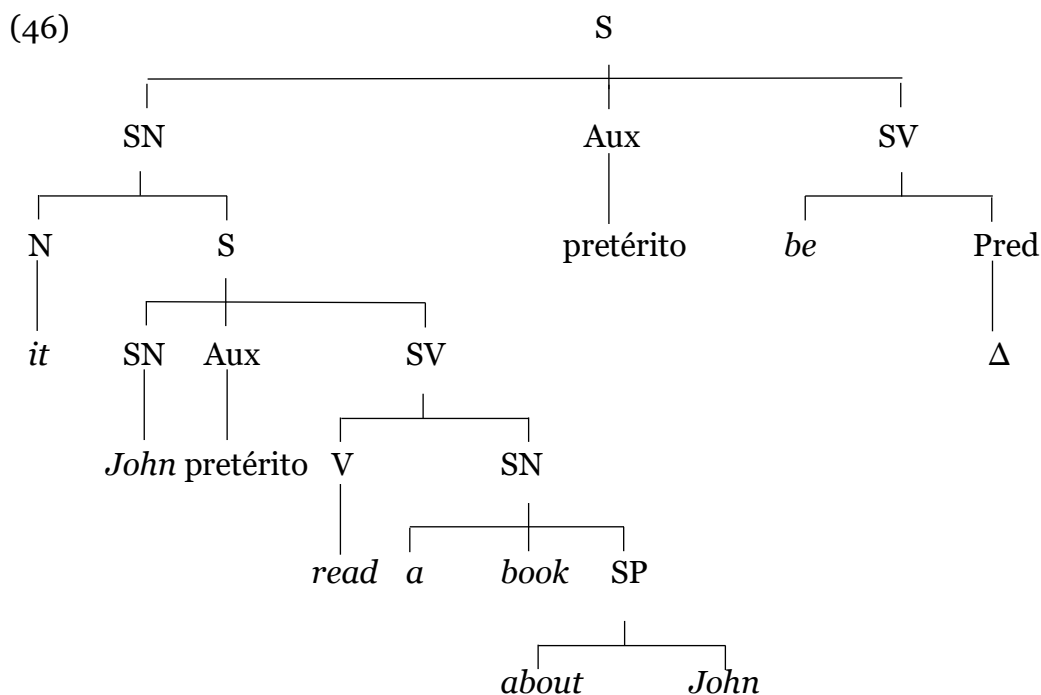 (46) S
SN Aux SV
N S pretérito be Pred
it SN Aux SV Δ
John pretérito V SN
read a book SP
about John